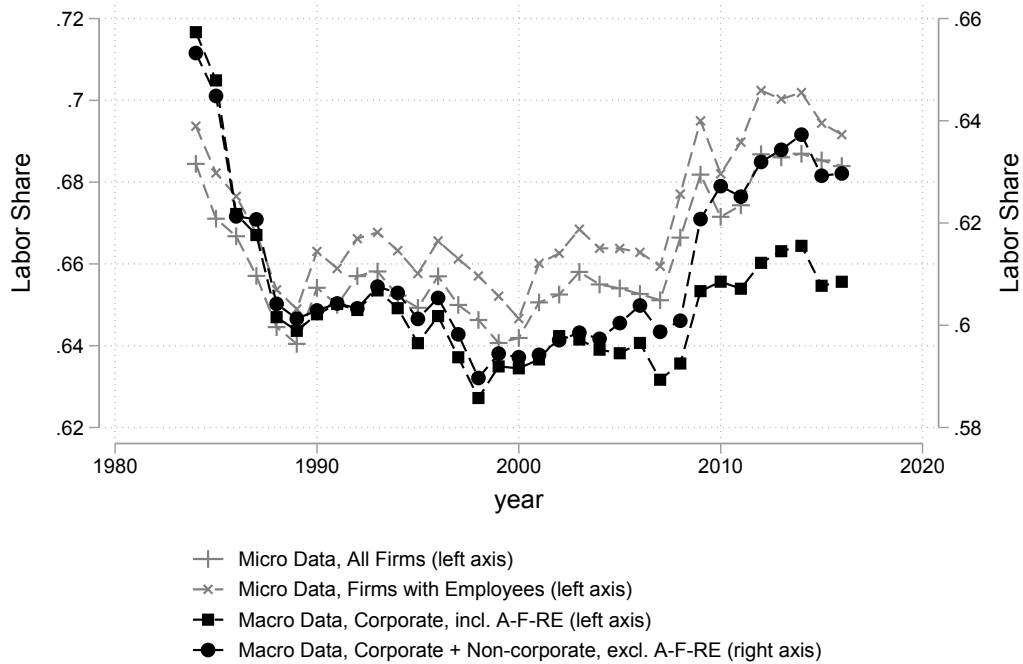 .72
.7
.68
.66
.64
.62
Labor Share
.66
.64
.62
.6
.58
Labor Share
1980 1990 2000 2010 2020
year
Micro Data, All Firms (left axis)
Micro Data, Firms with Employees (left axis)
Macro Data, Corporate, incl. A-F-RE (left axis)
Macro Data, Corporate + Non-corporate, excl. A-F-RE (right axis)